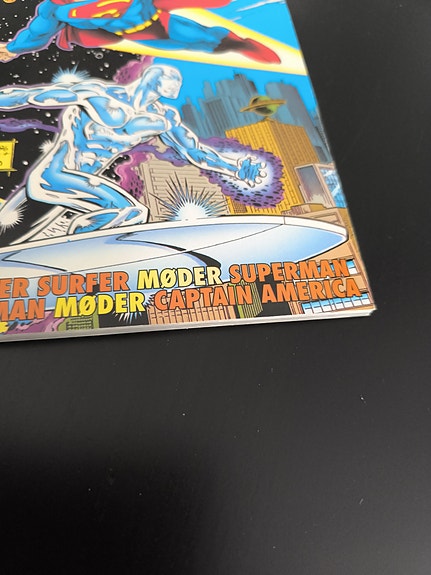 ER SURFER MØDER SUPERMAN
MAN MØDER CAPTAIN AMERICA